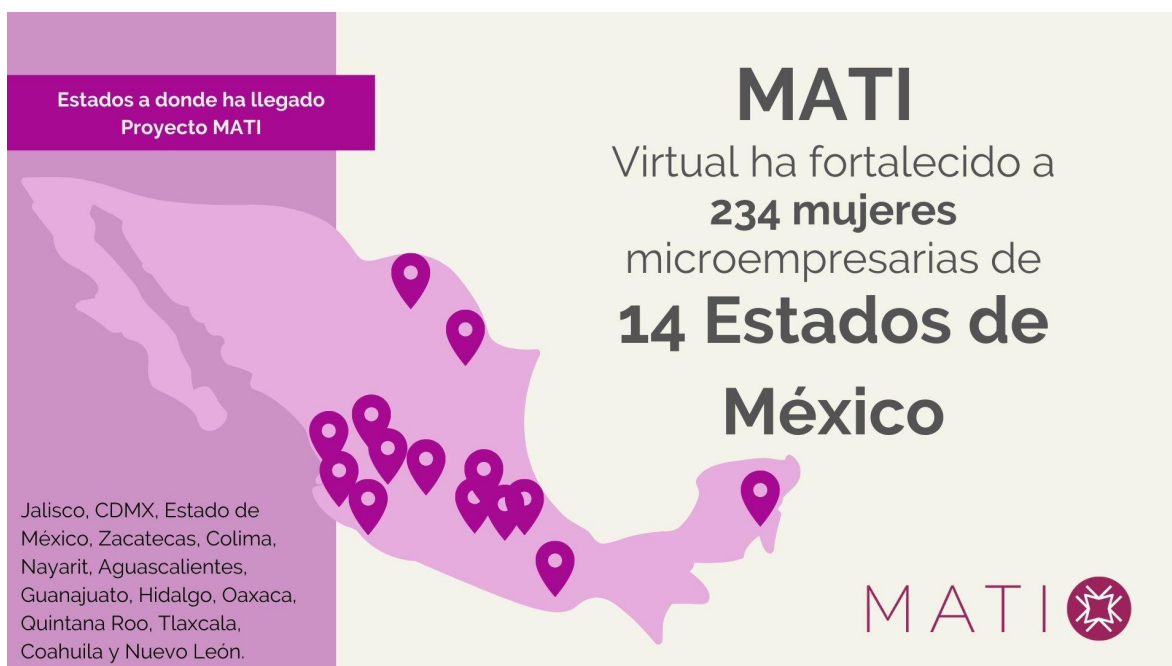 Estados a donde ha llegado
Proyecto MATI
MATI
Virtual ha fortalecido a
234 mujeres
microempresarias de
14 Estados de
México
Jalisco, CDMX, Estado de
México, Zacatecas, Colima,
Nayarit, Aguascalientes,
Guanajuato, Hidalgo, Oaxaca,
Quintana Roo, Tlaxcala,
Coahuila y Nuevo León.
MATI